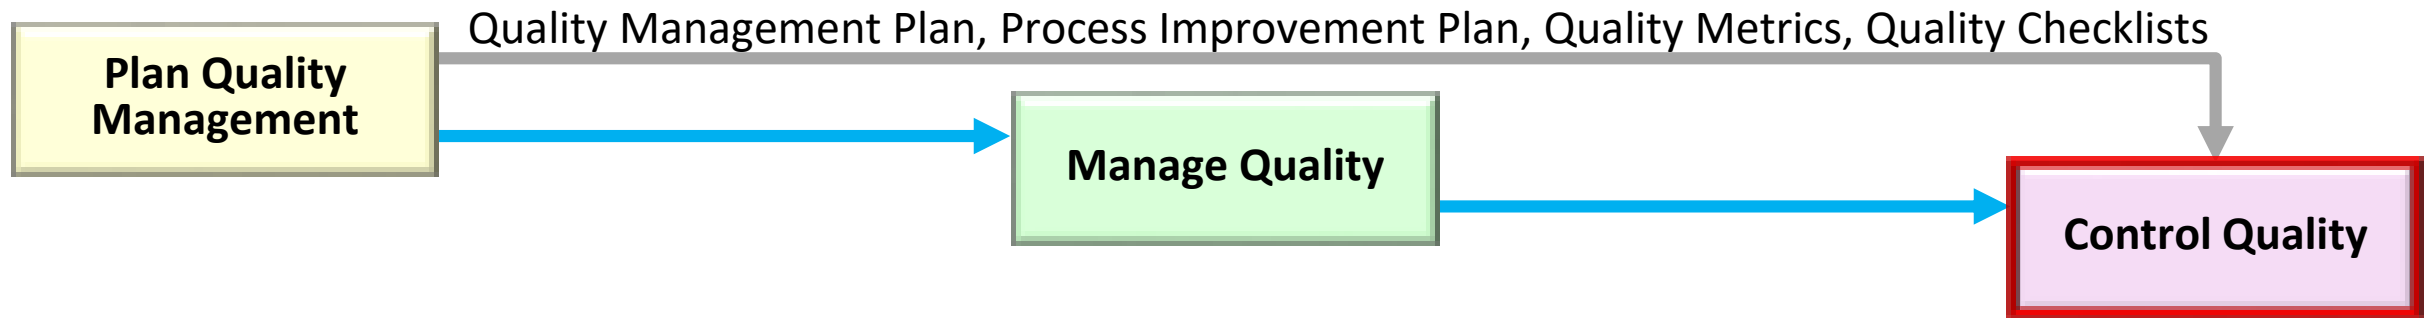 Quality Management Plan, Process Improvement Plan, Quality Metrics, Quality Checklists
Plan Quality
Management
Manage Quality
Control Quality